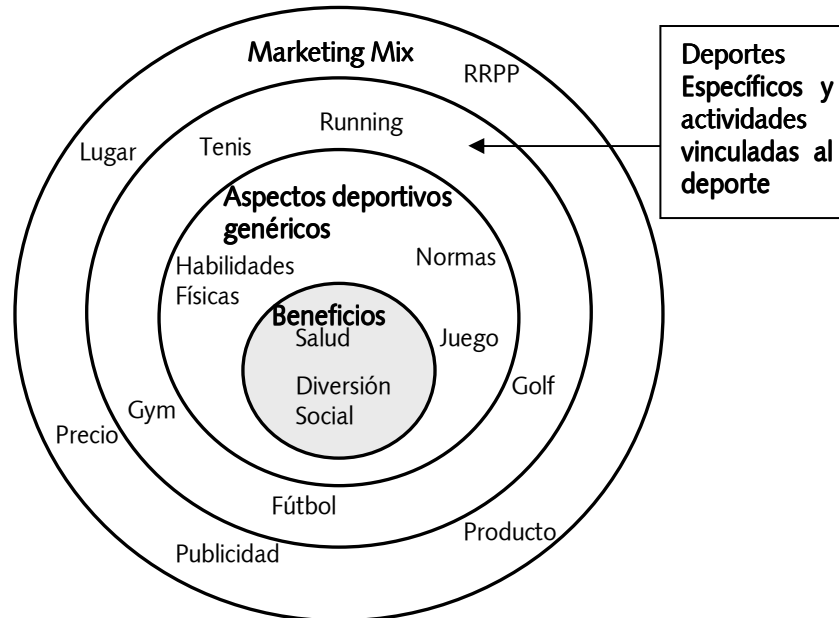 Marketing Mix
RRPP
Deportes
Específicos y
actividades
vinculadas al
deporte
Lugar
Tenis
Running
Aspectos deportivos
genéricos
Habilidades
Físicas
Normas
Beneficios
Salud
Juego
Diversión
Social
Golf
Gym
Precio
Fútbol
Producto
Publicidad